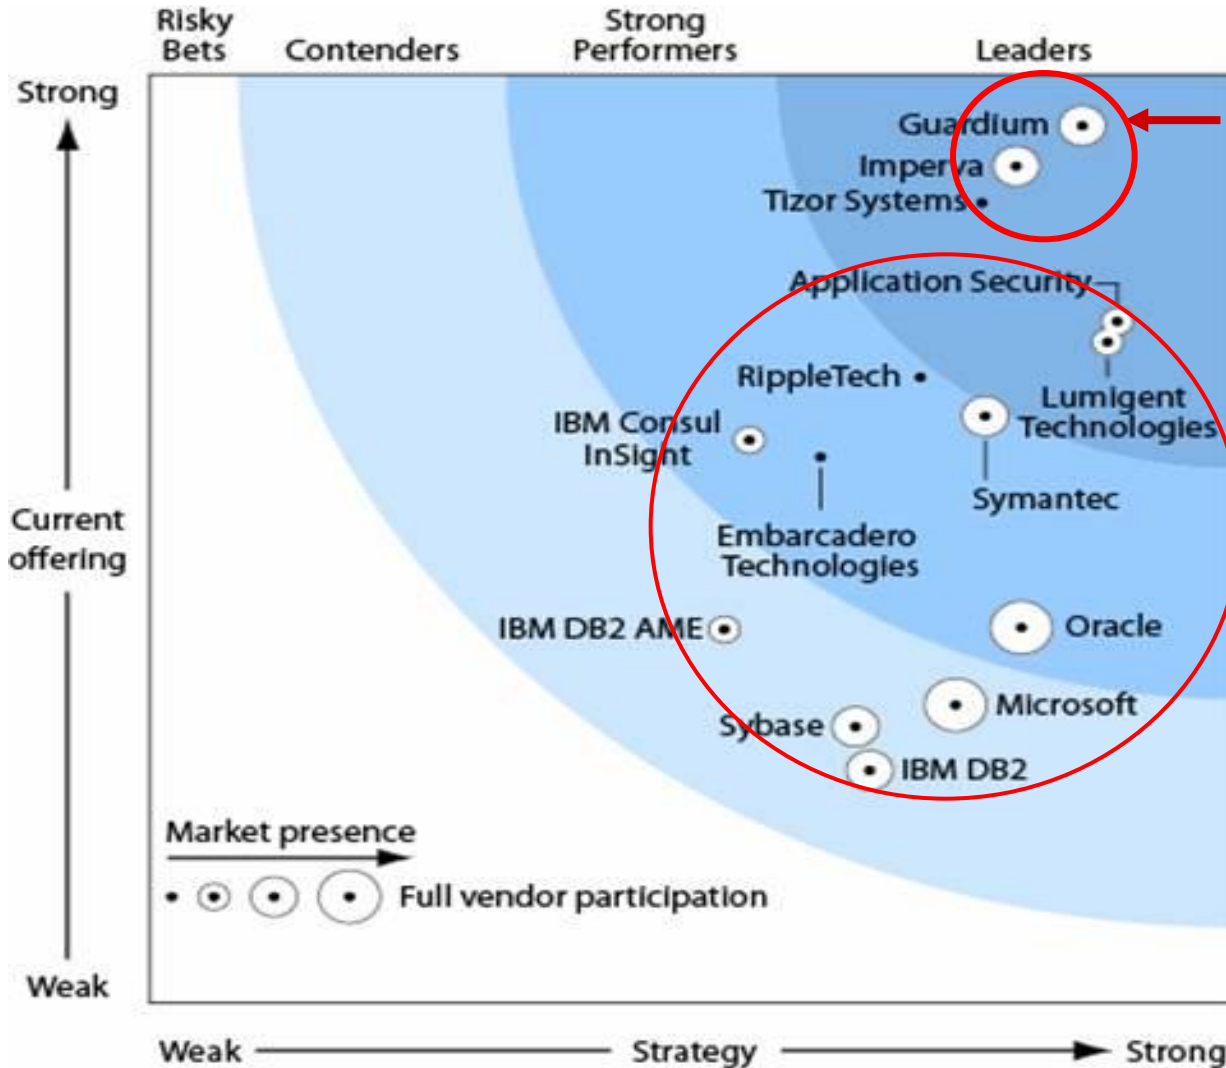 Risky
Bets
Contenders
Strong
Performers
Leaders
Strong
Guardium
Imperva
Tizor Systems
Application Security
RippleTech
Lumigent
Technologies
IBM Consul
InSight
Symantec
Current
offering
Embarcadero
Technologies
IBM DB2 AME
Oracle
Microsoft
Sybase
IBM DB2
Market presence
Full vendor participation
Weak
Weak
Strategy
Strong